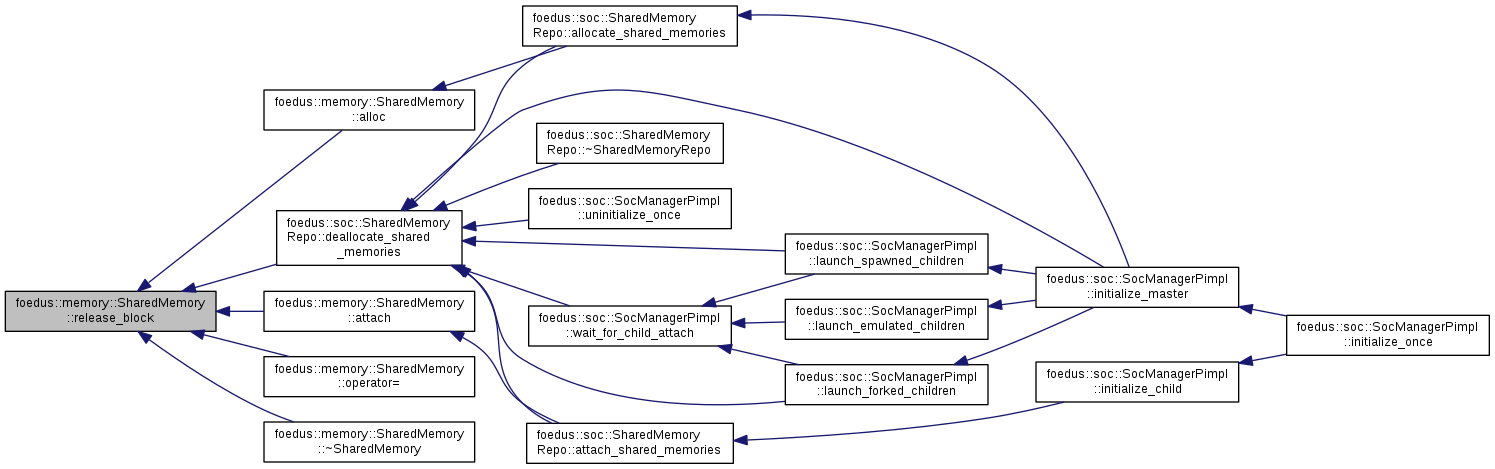 foedus::memory::SharedMemory
::release_block
foedus::memory::SharedMemory
::alloc
foedus::soc::SharedMemory
Repo::deallocate_shared
_memories
foedus::memory::SharedMemory
::attach
foedus::memory::SharedMemory
::operator=
foedus::memory::SharedMemory
::~SharedMemory
foedus::soc::SharedMemory
Repo::allocate_shared_memories
foedus::soc::SharedMemory
Repo::~SharedMemoryRepo
foedus::soc::SocManagerPimpl
::uninitialize_once
foedus::soc::SocManagerPimpl
::wait_for_child_attach
foedus::soc::SharedMemory
Repo::attach_shared_memories
foedus::soc::SocManagerPimpl
::launch_spawned_children
foedus::soc::SocManagerPimpl
::launch_emulated_children
foedus::soc::SocManagerPimpl
::launch_forked_children
foedus::soc::SocManagerPimpl
::initialize_master
foedus::soc::SocManagerPimpl
::initialize_child
foedus::soc::SocManagerPimpl
::initialize_once